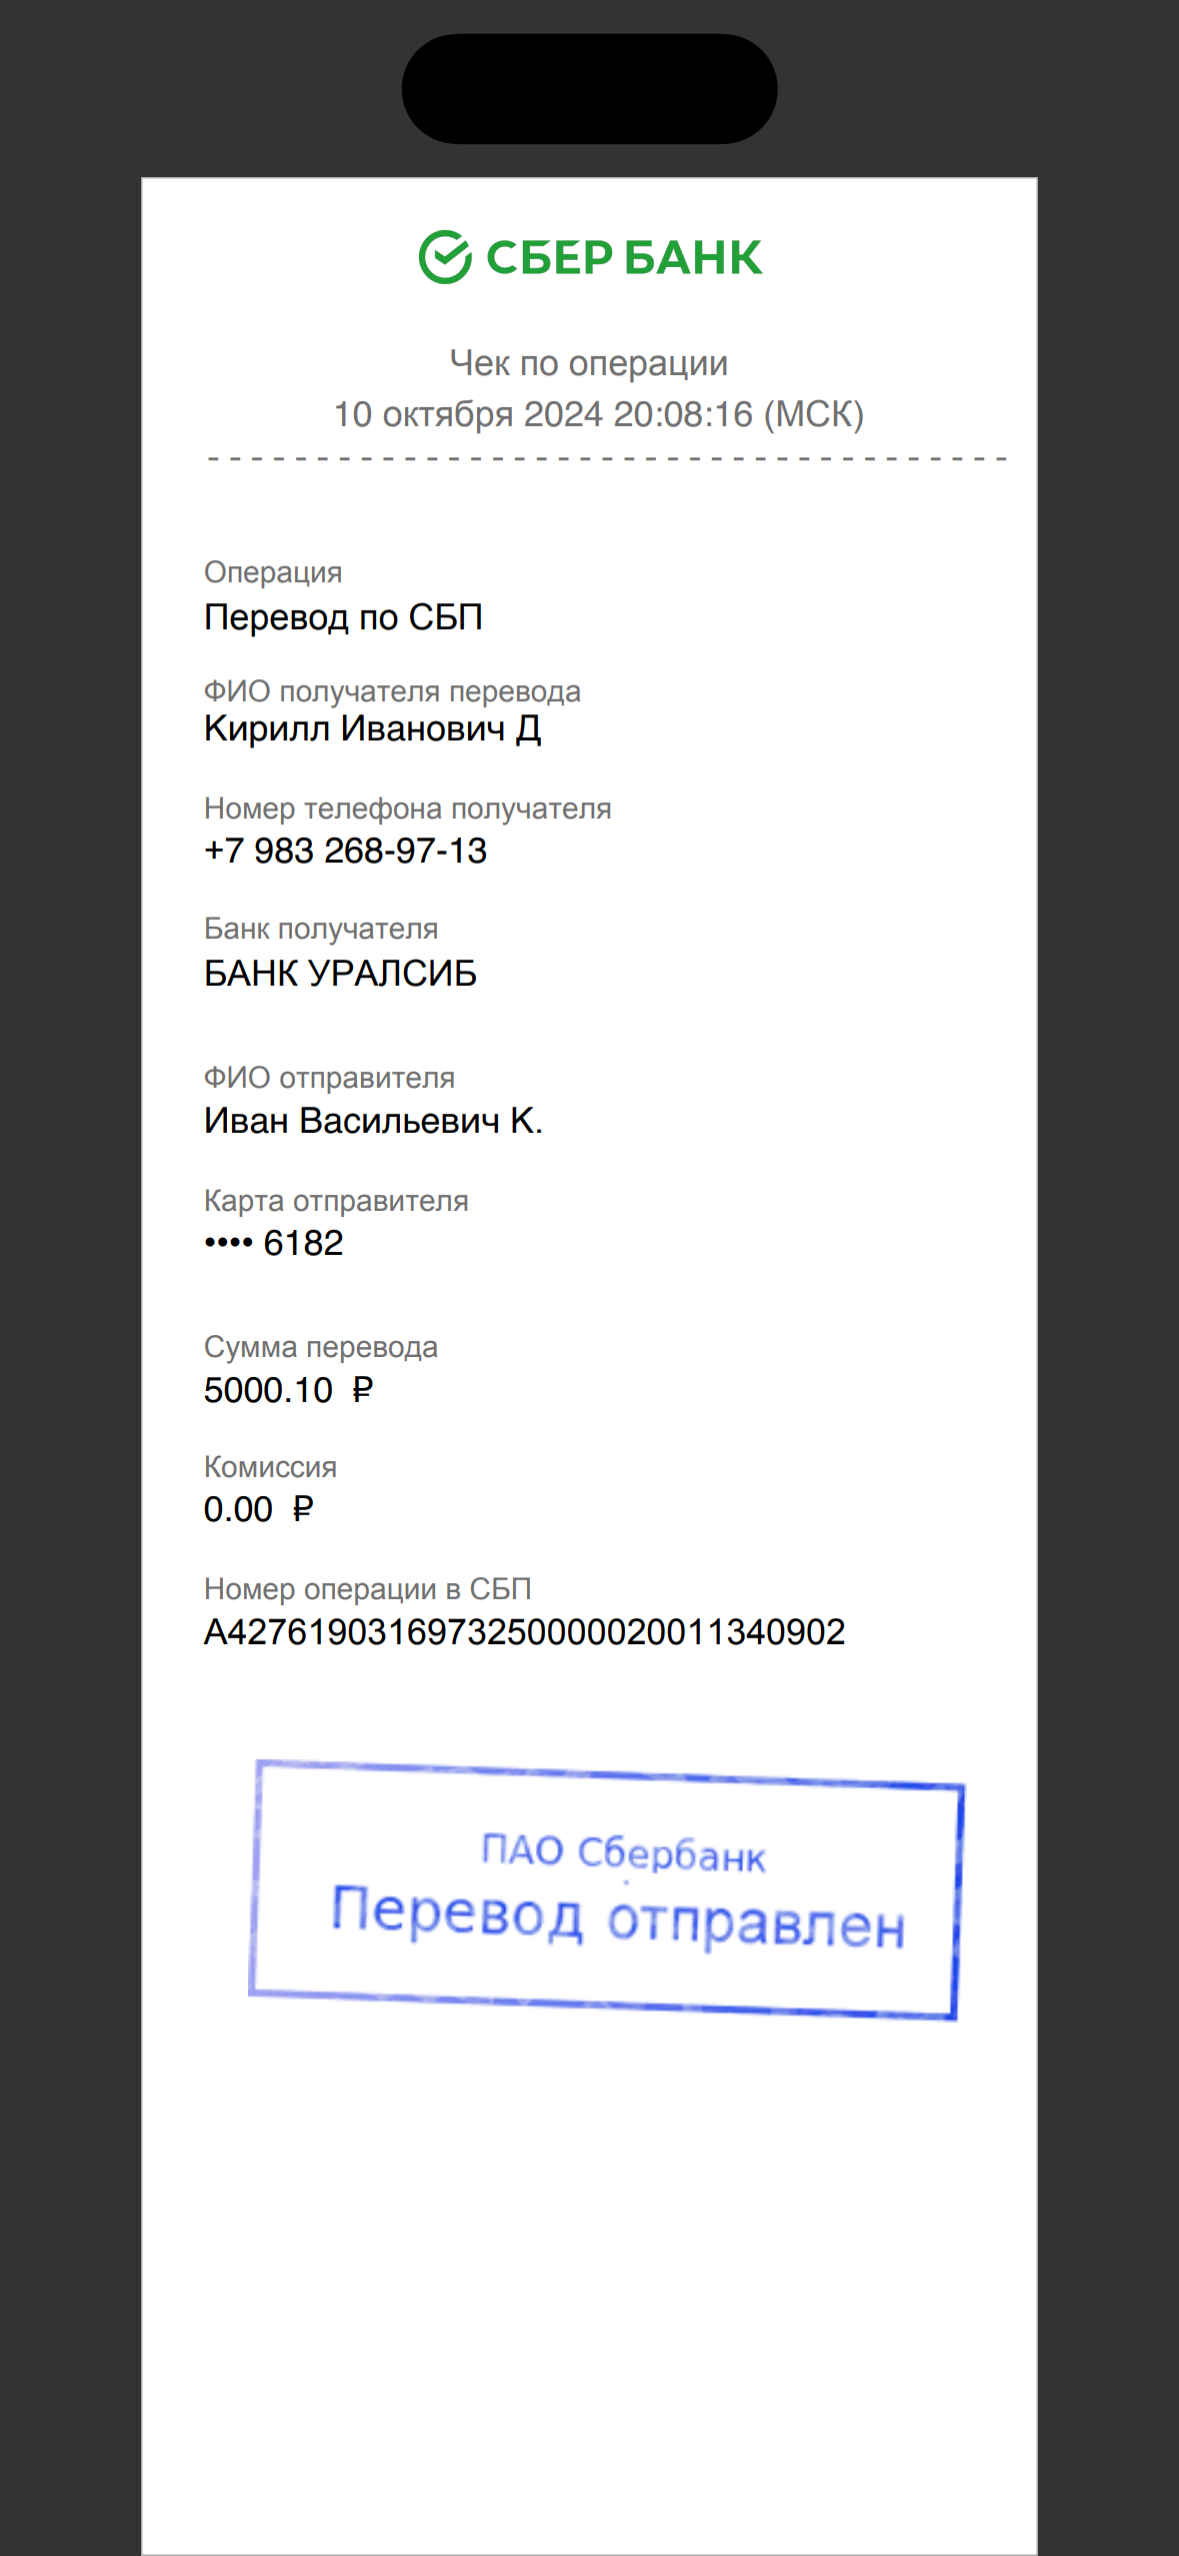 СБЕР БАНК
Чек по операции
10 октября 2024 20:08:16 (МСК)
Операция
Перевод по СБП
ФИО получателя перевода
Кирилл Иванович Д
Номер телефона получателя
+7 983 268-97-13
Банк получателя
БАНК УРАЛСИБ
ФИО отправителя
Иван Васильевич К.
Карта отправителя
•••• 6182
Сумма перевода
5000.10 ₽
Комиссия
0.00 ₽
Номер операции в СБП
A4276190316973250000020011340902
ПАО Сбербанк
Перевод отправлен